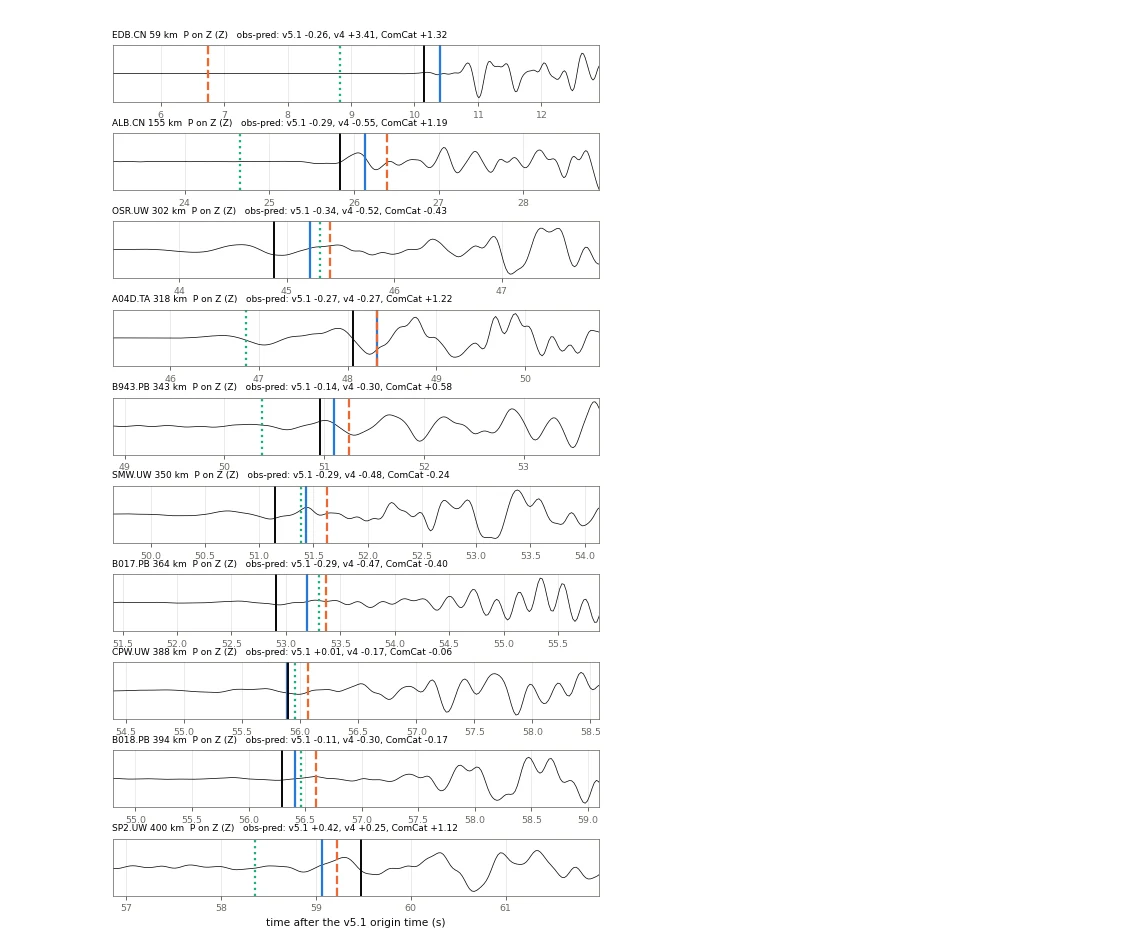 EDB.CN 59 km  P on Z (Z)   obs-pred: v5.1 -0.26, v4 +3.41, ComCat +1.32
6 7 8 9 10 11 12
ALB.CN 155 km  P on Z (Z)   obs-pred: v5.1 -0.29, v4 -0.55, ComCat +1.19
24 25 26 27 28
OSR.UW 302 km  P on Z (Z)   obs-pred: v5.1 -0.34, v4 -0.52, ComCat -0.43
44 45 46 47
A04D.TA 318 km  P on Z (Z)   obs-pred: v5.1 -0.27, v4 -0.27, ComCat +1.22
46 47 48 49 50
B943.PB 343 km  P on Z (Z)   obs-pred: v5.1 -0.14, v4 -0.30, ComCat +0.58
49 50 51 52 53
SMW.UW 350 km  P on Z (Z)   obs-pred: v5.1 -0.29, v4 -0.48, ComCat -0.24
50.0 50.5 51.0 51.5 52.0 52.5 53.0 53.5 54.0
B017.PB 364 km  P on Z (Z)   obs-pred: v5.1 -0.29, v4 -0.47, ComCat -0.40
51.5 52.0 52.5 53.0 53.5 54.0 54.5 55.0 55.5
CPW.UW 388 km  P on Z (Z)   obs-pred: v5.1 +0.01, v4 -0.17, ComCat -0.06
54.5 55.0 55.5 56.0 56.5 57.0 57.5 58.0 58.5
B018.PB 394 km  P on Z (Z)   obs-pred: v5.1 -0.11, v4 -0.30, ComCat -0.17
55.0 55.5 56.0 56.5 57.0 57.5 58.0 58.5 59.0
SP2.UW 400 km  P on Z (Z)   obs-pred: v5.1 +0.42, v4 +0.25, ComCat +1.12
57 58 59 60 61
time after the v5.1 origin time (s)